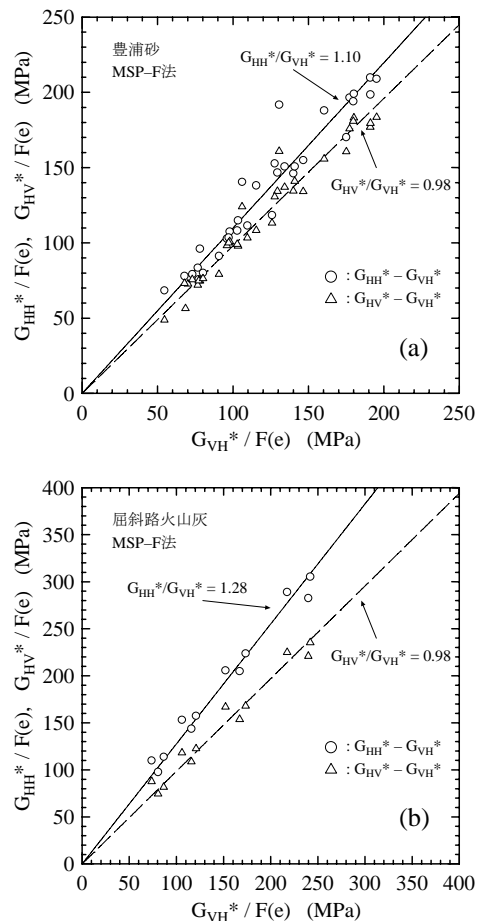 250
200
150
100
50
0
0
50
100
150
200
250
G_HH* / F(e), G_HV* / F(e) (MPa)
G_VH* / F(e) (MPa)
豊浦砂
MSP–F法
G_HH*/G_VH* = 1.10
G_HV*/G_VH* = 0.98
○ : G_HH* – G_VH*
△ : G_HV* – G_VH*
(a)
400
300
250
200
150
100
50
0
0
50
100
150
200
250
300
350
400
G_HH* / F(e), G_HV* / F(e) (MPa)
G_VH* / F(e) (MPa)
屈斜路火山灰
MSP–F法
G_HH*/G_VH* = 1.28
G_HV*/G_VH* = 0.98
○ : G_HH* – G_VH*
△ : G_HV* – G_VH*
(b)